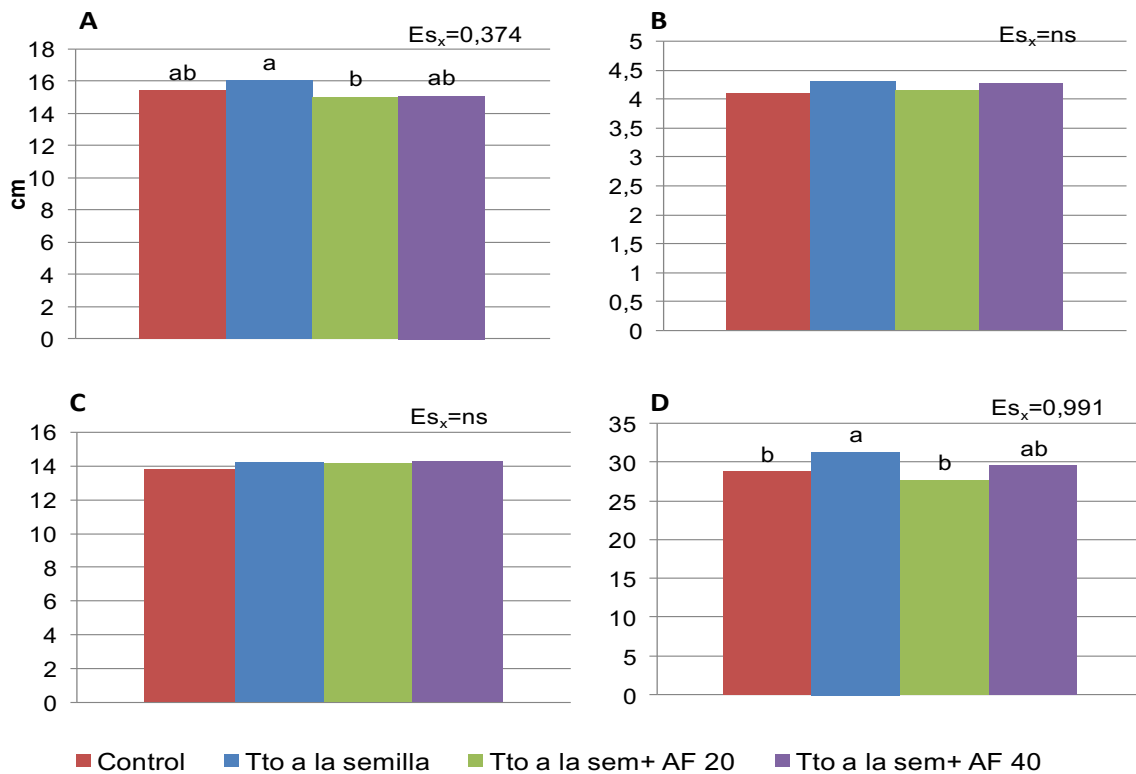 A
Esₓ=0,374
18
16
14
12
10
8
6
4
2
0
cm
ab
a
b
ab
B
Esₓ=ns
5
4,5
4
3,5
3
2,5
2
1,5
1
0,5
0
C
Esₓ=ns
16
14
12
10
8
6
4
2
0
D
Esₓ=0,991
35
30
25
20
15
10
5
0
b
a
b
ab
Control Tto a la semilla Tto a la sem+ AF 20 Tto a la sem+ AF 40